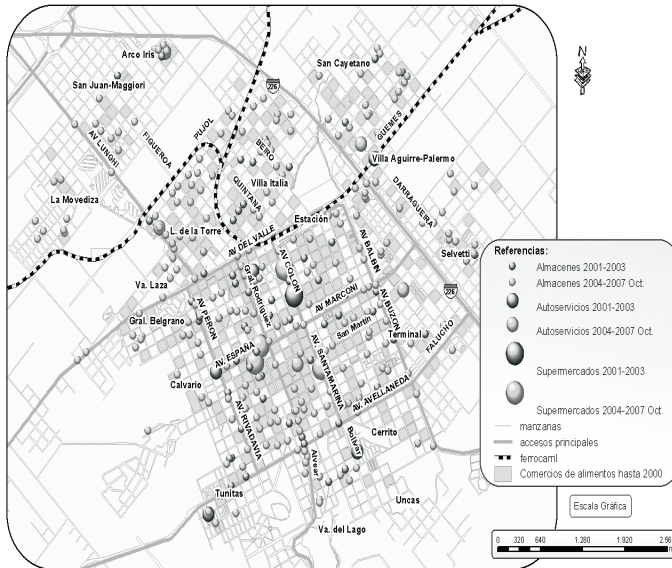 N
Arco Iris
San Cayetano
San Juan-Maggiori
226
PUJOL
GUEMES
AV LUNGHI
FIGUEROA
BEIRO
Villa Aguirre-Palermo
QUINTANA
Villa Italia
DARRAGUEIRA
La Movediza
Estación
L. de la Torre
AV DEL VALLE
AV BALBIN
Selvetti
AV COLON
Va. Laza
Gral. Rodriguez
226
AV PERON
AV MARCONI
AV BUZON
Gral. Belgrano
San Martín
Terminal
FALUCHO
AV ESPAÑA
AV. SANTAMARINA
Calvario
AV. AVELLANEDA
AV. RIVADAVIA
Cerrito
Bolívar
Alvear
Tunitas
Uncas
Va. del Lago
Referencias:
Almacenes 2001-2003
Almacenes 2004-2007 Oct.
Autoservicios 2001-2003
Autoservicios 2004-2007 Oct.
Supermercados 2001-2003
Supermercados 2004-2007 Oct.
manzanas
accesos principales
ferrocarril
Comercios de alimentos hasta 2000
Escala Gráfica
0 320 640 1.280 1.920 2.56